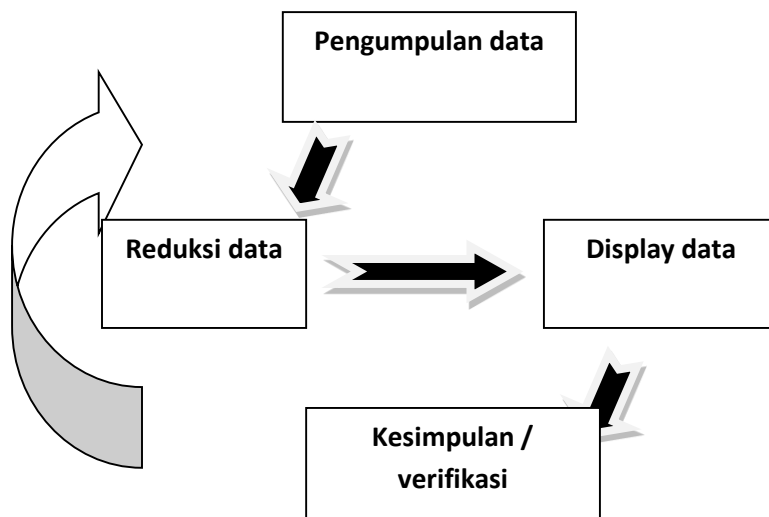 Pengumpulan data
Reduksi data
Display data
Kesimpulan /
verifikasi